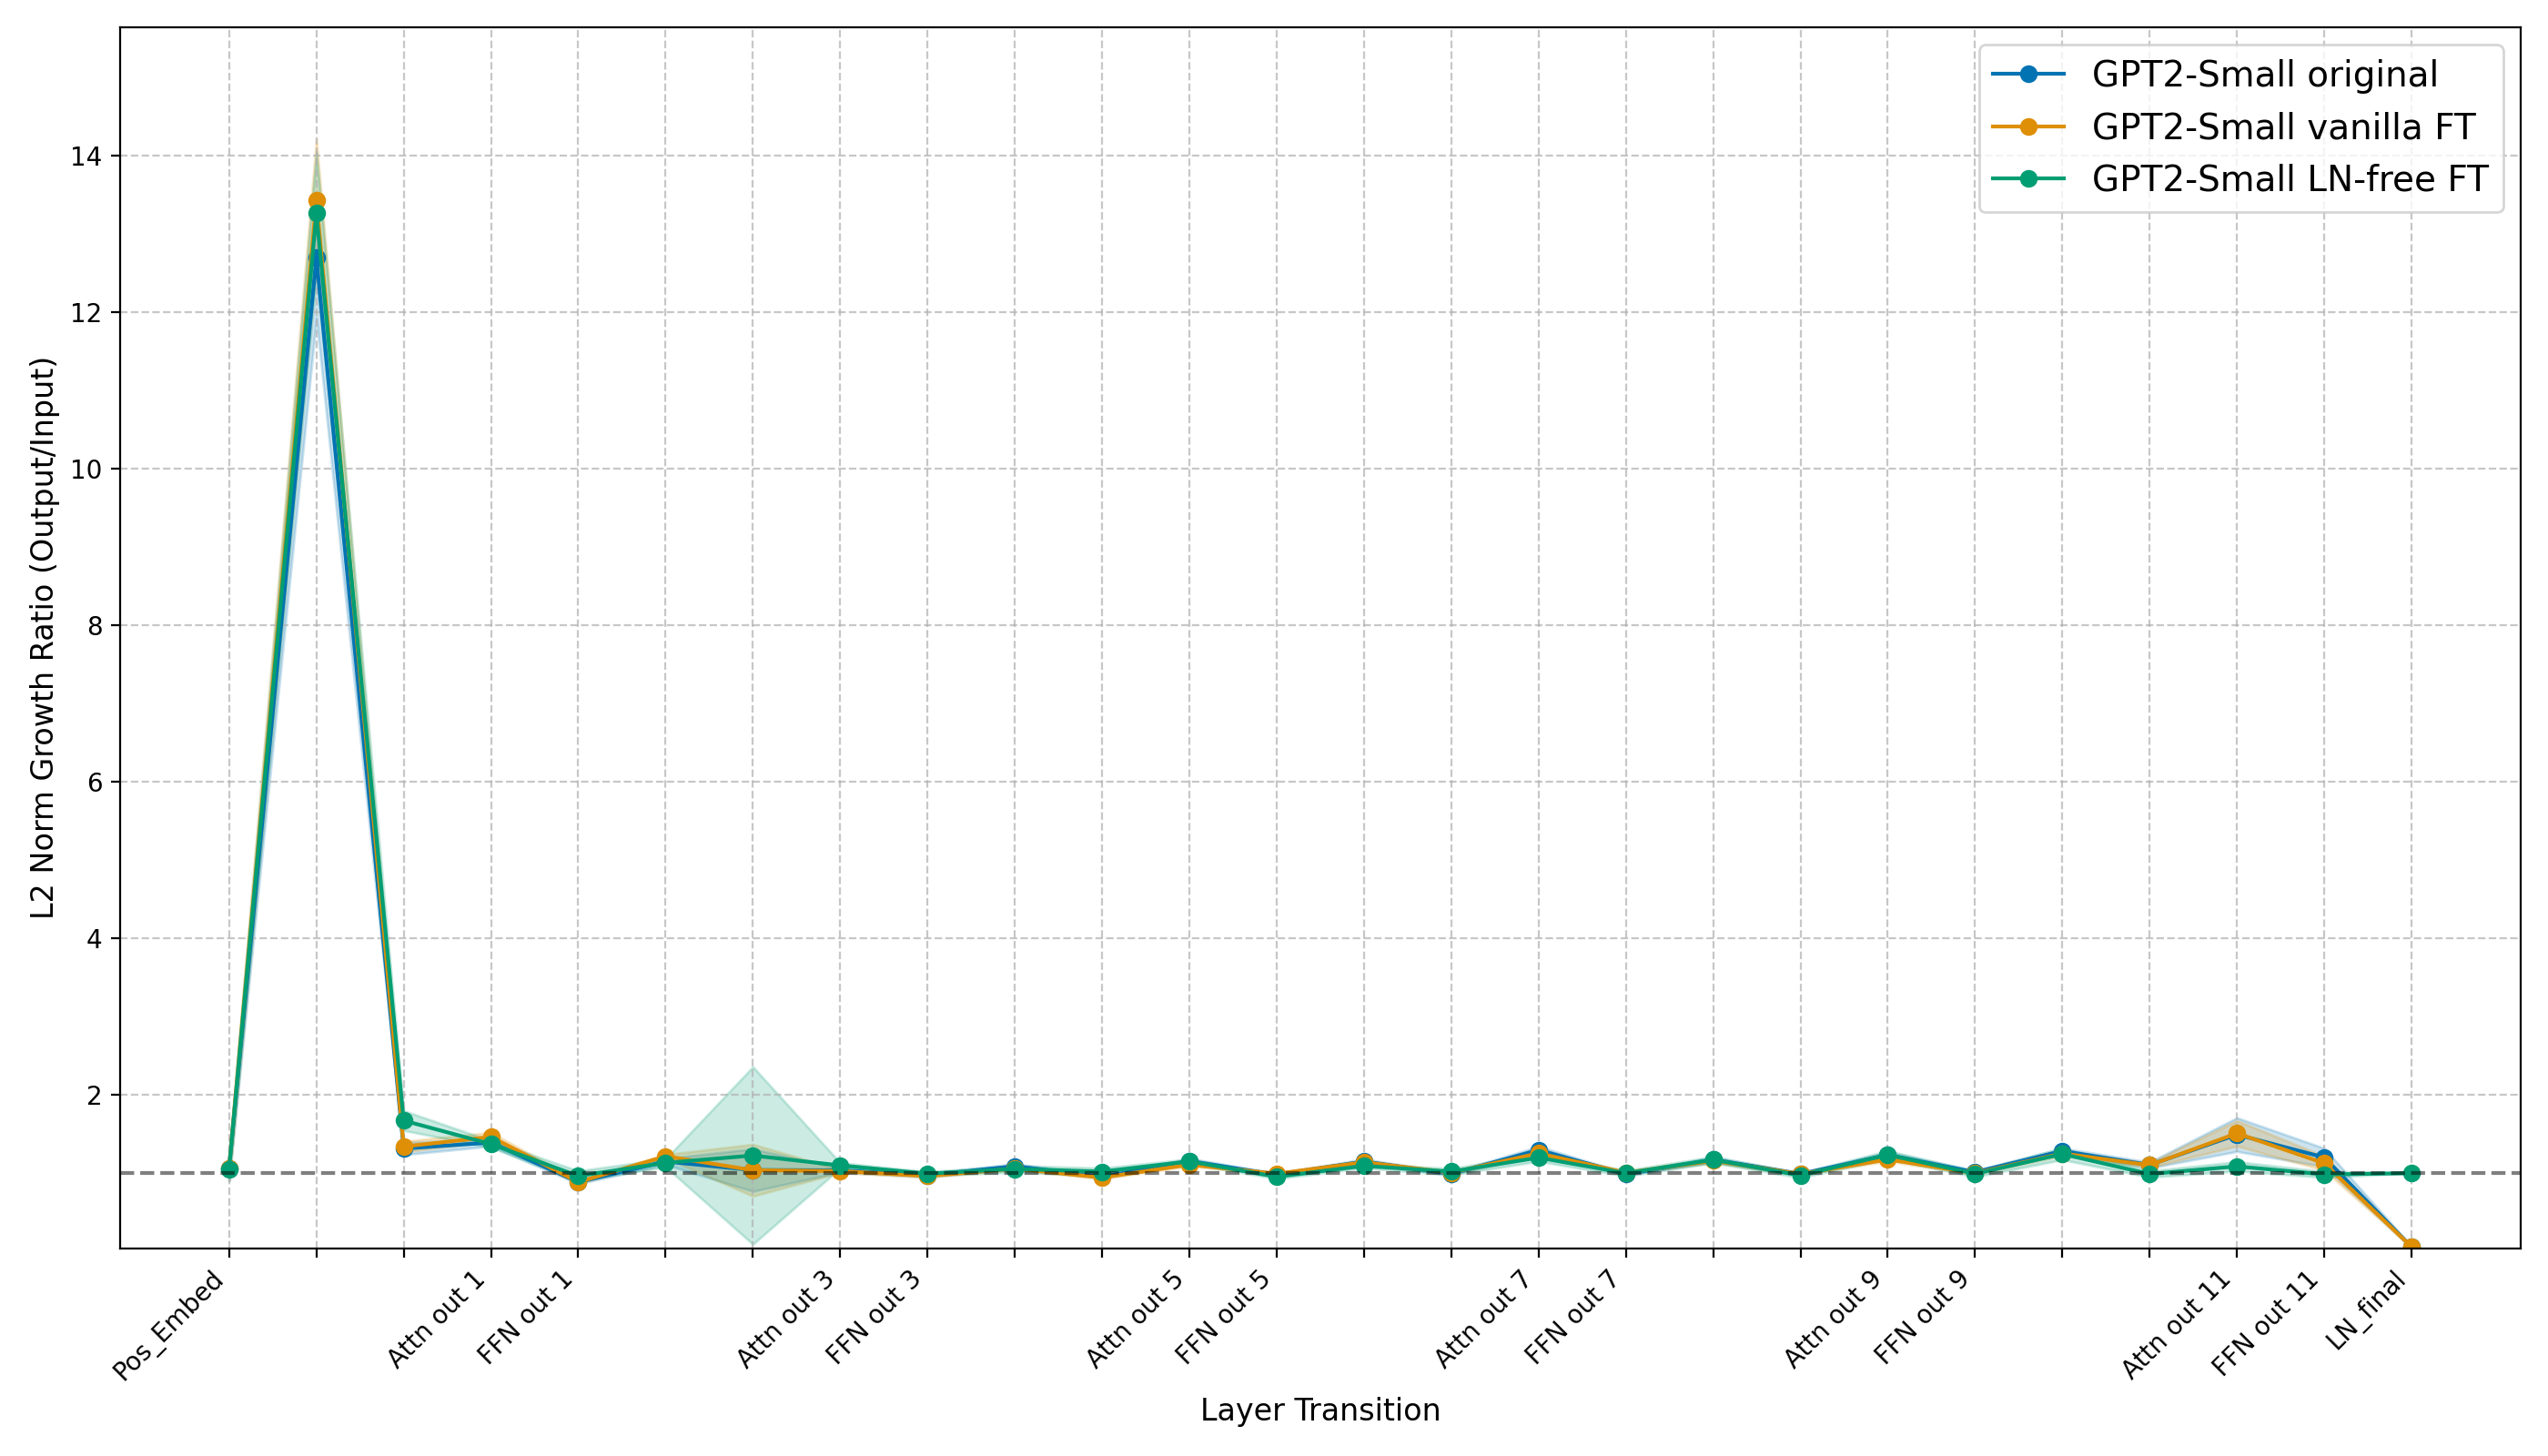 GPT2-Small original
GPT2-Small vanilla FT
GPT2-Small LN-free FT
L2 Norm Growth Ratio (Output/Input)
14
12
10
8
6
4
2
Pos_Embed
Attn out 1
FFN out 1
Attn out 3
FFN out 3
Attn out 5
FFN out 5
Attn out 7
FFN out 7
Attn out 9
FFN out 9
Attn out 11
FFN out 11
LN_final
Layer Transition